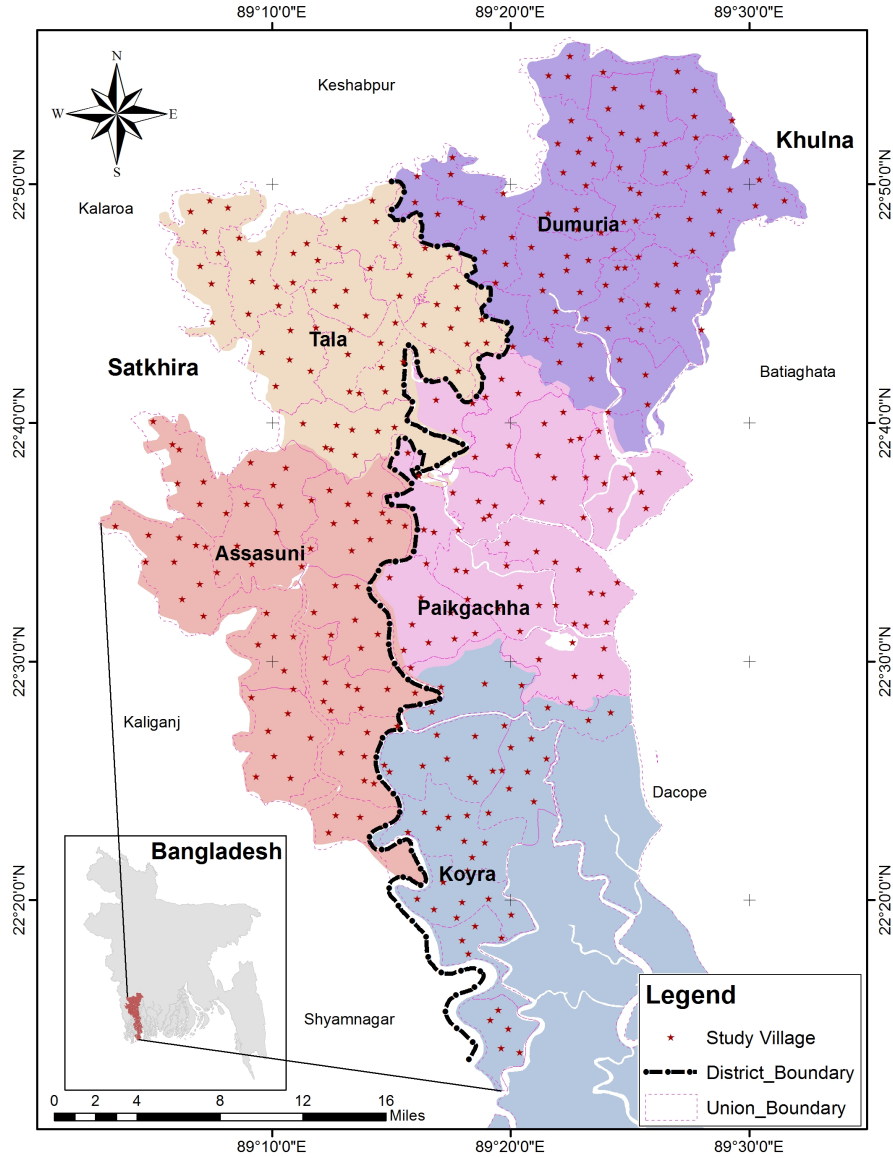 89°10'0"E
89°20'0"E
89°30'0"E
N
W
E
S
Keshabpur
Khulna
22°50'0"N
22°50'0"N
Kalaroa
Dumuria
Tala
Satkhira
Batiaghata
22°40'0"N
22°40'0"N
Assasuni
Paikgachha
22°30'0"N
22°30'0"N
Kaliganj
Dacope
Bangladesh
Koyra
22°20'0"N
22°20'0"N
Shyamnagar
Legend
Study Village
District_Boundary
Union_Boundary
0 2 4 8 12 16
Miles
89°10'0"E
89°20'0"E
89°30'0"E